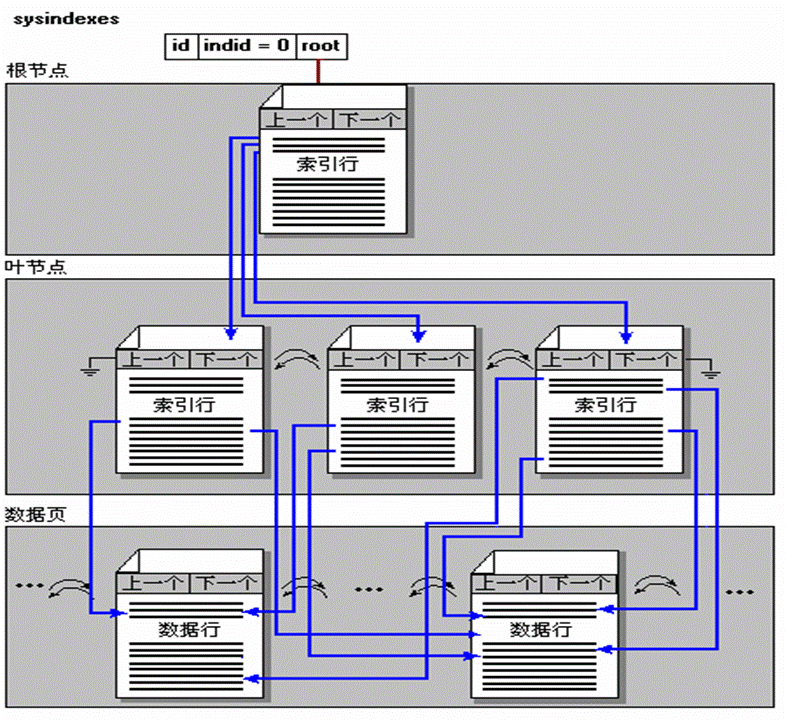 sysindexes
id indid = 0 root
根节点
上一个 下一个
索引行
叶节点
上一个 下一个 上一个 下一个 上一个 下一个
索引行 索引行 索引行
数据页
上一个 下一个 上一个 下一个
数据行 数据行